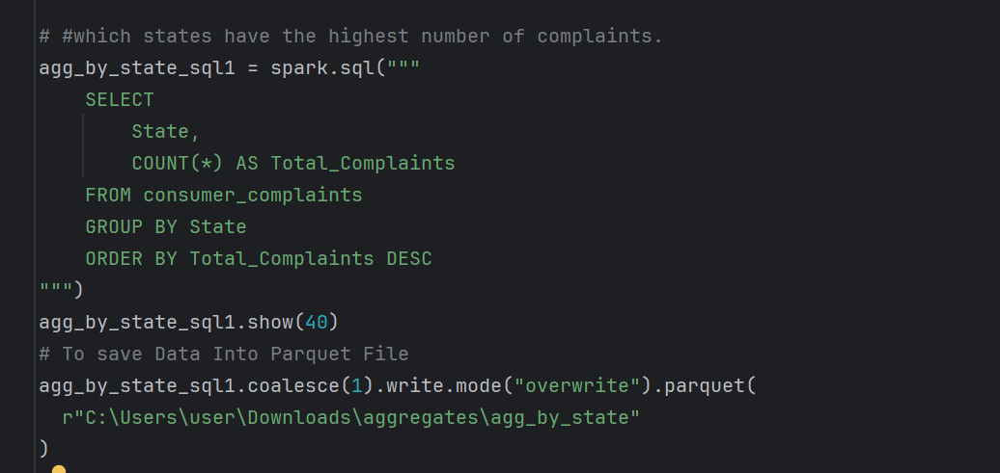 # #which states have the highest number of complaints.
agg_by_state_sql1 = spark.sql("""
    SELECT
        State,
        COUNT(*) AS Total_Complaints
    FROM consumer_complaints
    GROUP BY State
    ORDER BY Total_Complaints DESC
""")
agg_by_state_sql1.show(40)
# To save Data Into Parquet File
agg_by_state_sql1.coalesce(1).write.mode("overwrite").parquet(
  r"C:\Users\user\Downloads\aggregates\agg_by_state"
)